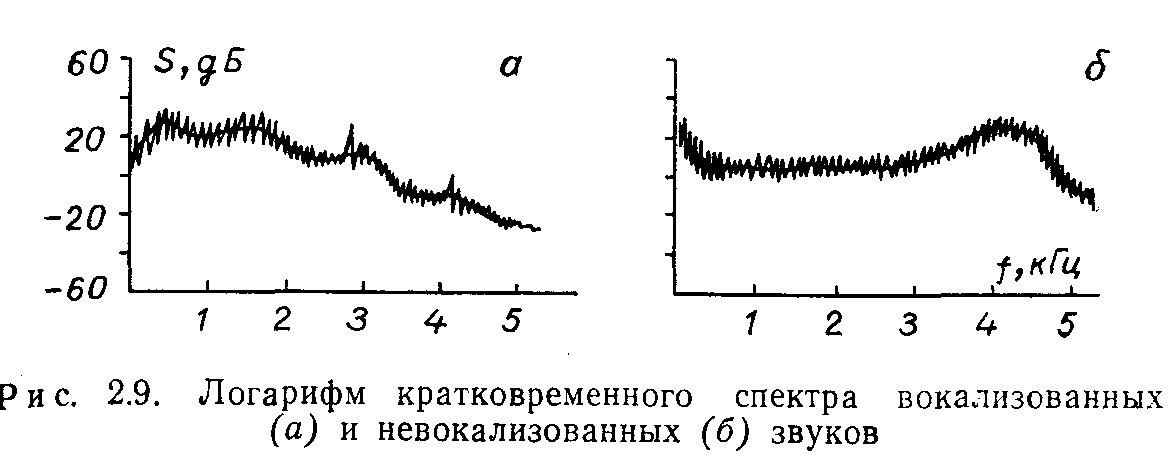 60 S, дБ а б
20
-20
f, кГц
-60
1 2 3 4 5 1 2 3 4 5
Рис. 2.9. Логарифм кратковременного спектра вокализованных
(а) и невокализованных (б) звуков